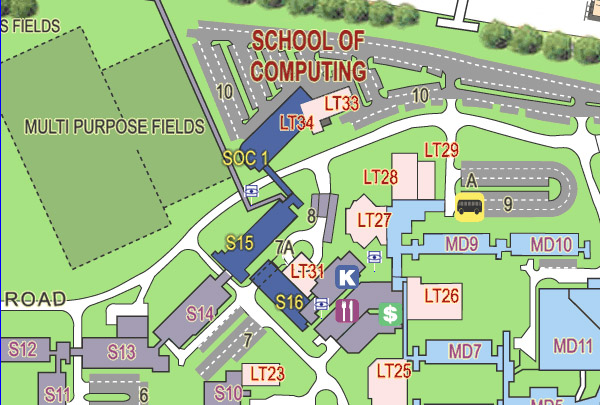 S FIELDS
SCHOOL OF
COMPUTING
10
LT33
10
LT34
MULTI PURPOSE FIELDS
SOC 1
LT29
LT28
A
9
8
LT27
S15
7A
MD9
MD10
LT31
K
ROAD
S16
LT26
S14
$
7
MD11
S12
S13
MD7
LT23
LT25
S11
6
S10
MD5